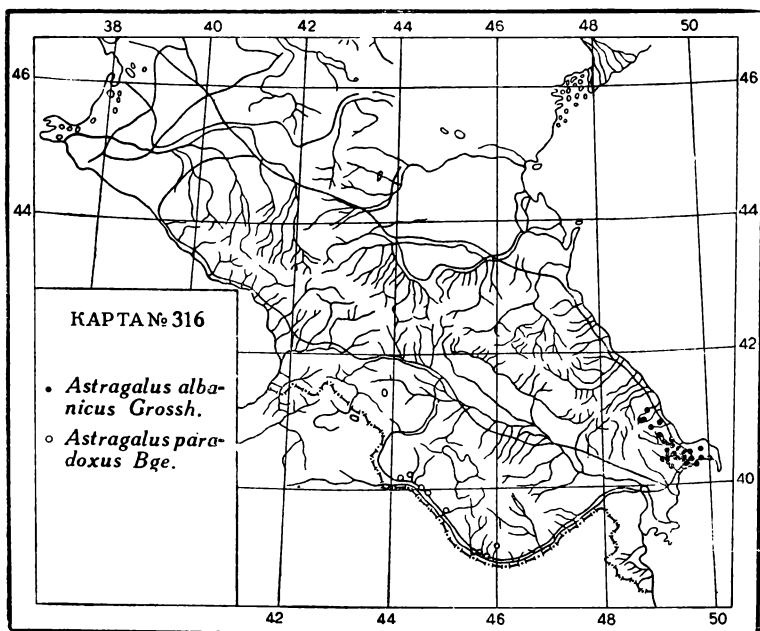 38 40 42 44 46 48 50
46 46
44 44
КАРТА № 316
42
• Astragalus alba-
nicus Grossh.
○ Astragalus para-
doxus Bge.
40
42 44 46 48 50